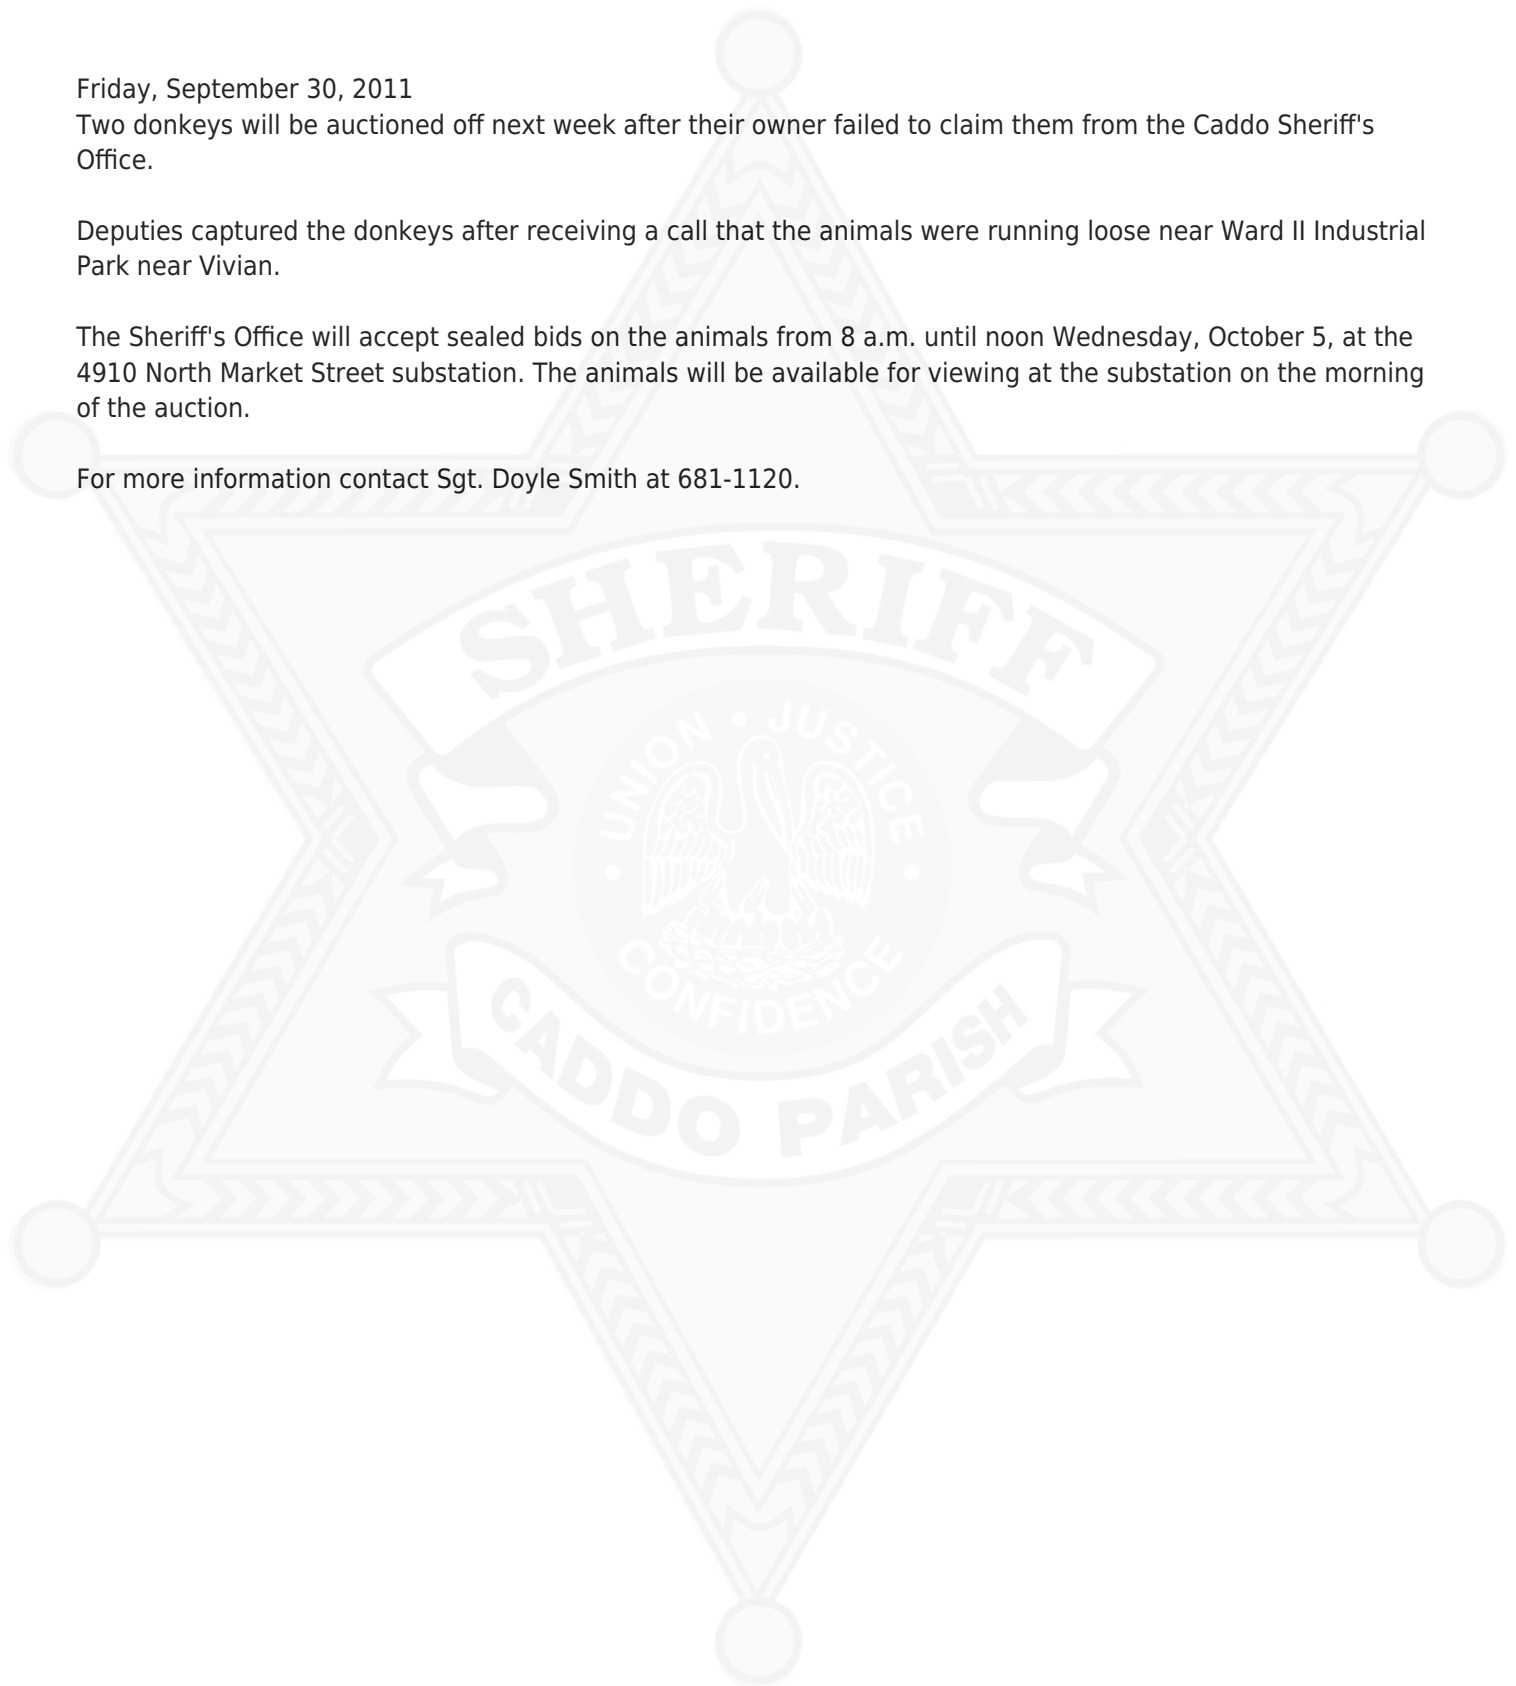 Friday, September 30, 2011
Two donkeys will be auctioned off next week after their owner failed to claim them from the Caddo Sheriff's
Office.
Deputies captured the donkeys after receiving a call that the animals were running loose near Ward II Industrial
Park near Vivian.
The Sheriff's Office will accept sealed bids on the animals from 8 a.m. until noon Wednesday, October 5, at the
4910 North Market Street substation. The animals will be available for viewing at the substation on the morning
of the auction.
For more information contact Sgt. Doyle Smith at 681-1120.
SHERIFF
UNION • JUSTICE
• CONFIDENCE •
CADDO PARISH